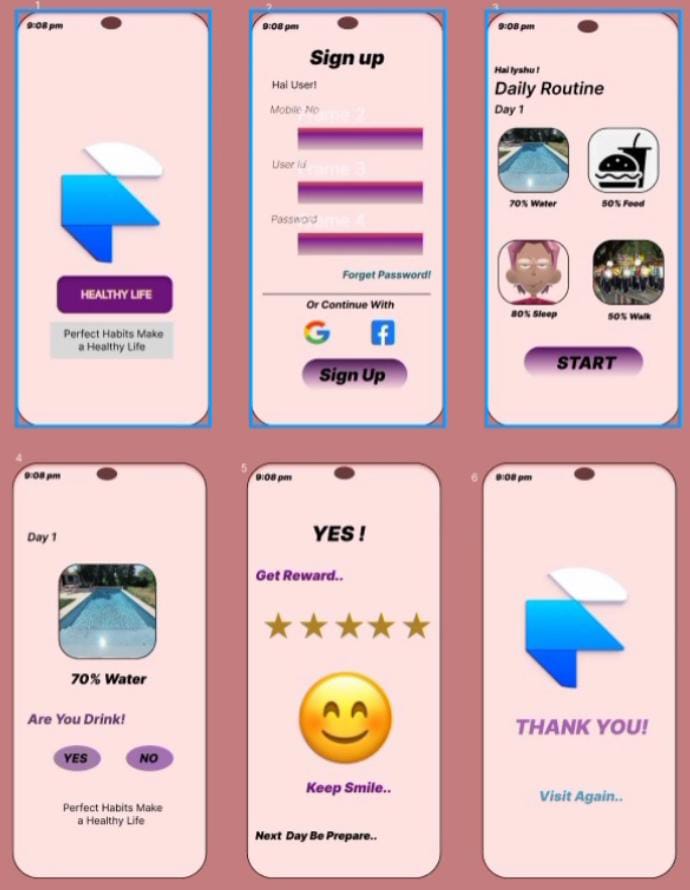 1
9:08 pm
HEALTHY LIFE
Perfect Habits Make
a Healthy Life
2
9:08 pm
Sign up
Hai User!
Mobile No
Frame 2
User Id
Frame 3
Password
Frame 4
Forget Password!
Or Continue With
Sign Up
3
9:08 pm
Hai Iyshu !
Daily Routine
Day 1
70% Water
50% Food
80% Sleep
50% Walk
START
4
9:08 pm
Day 1
70% Water
Are You Drink!
YES
NO
Perfect Habits Make
a Healthy Life
5
9:08 pm
YES !
Get Reward..
Keep Smile..
Next Day Be Prepare..
6
9:08 pm
THANK YOU!
Visit Again..